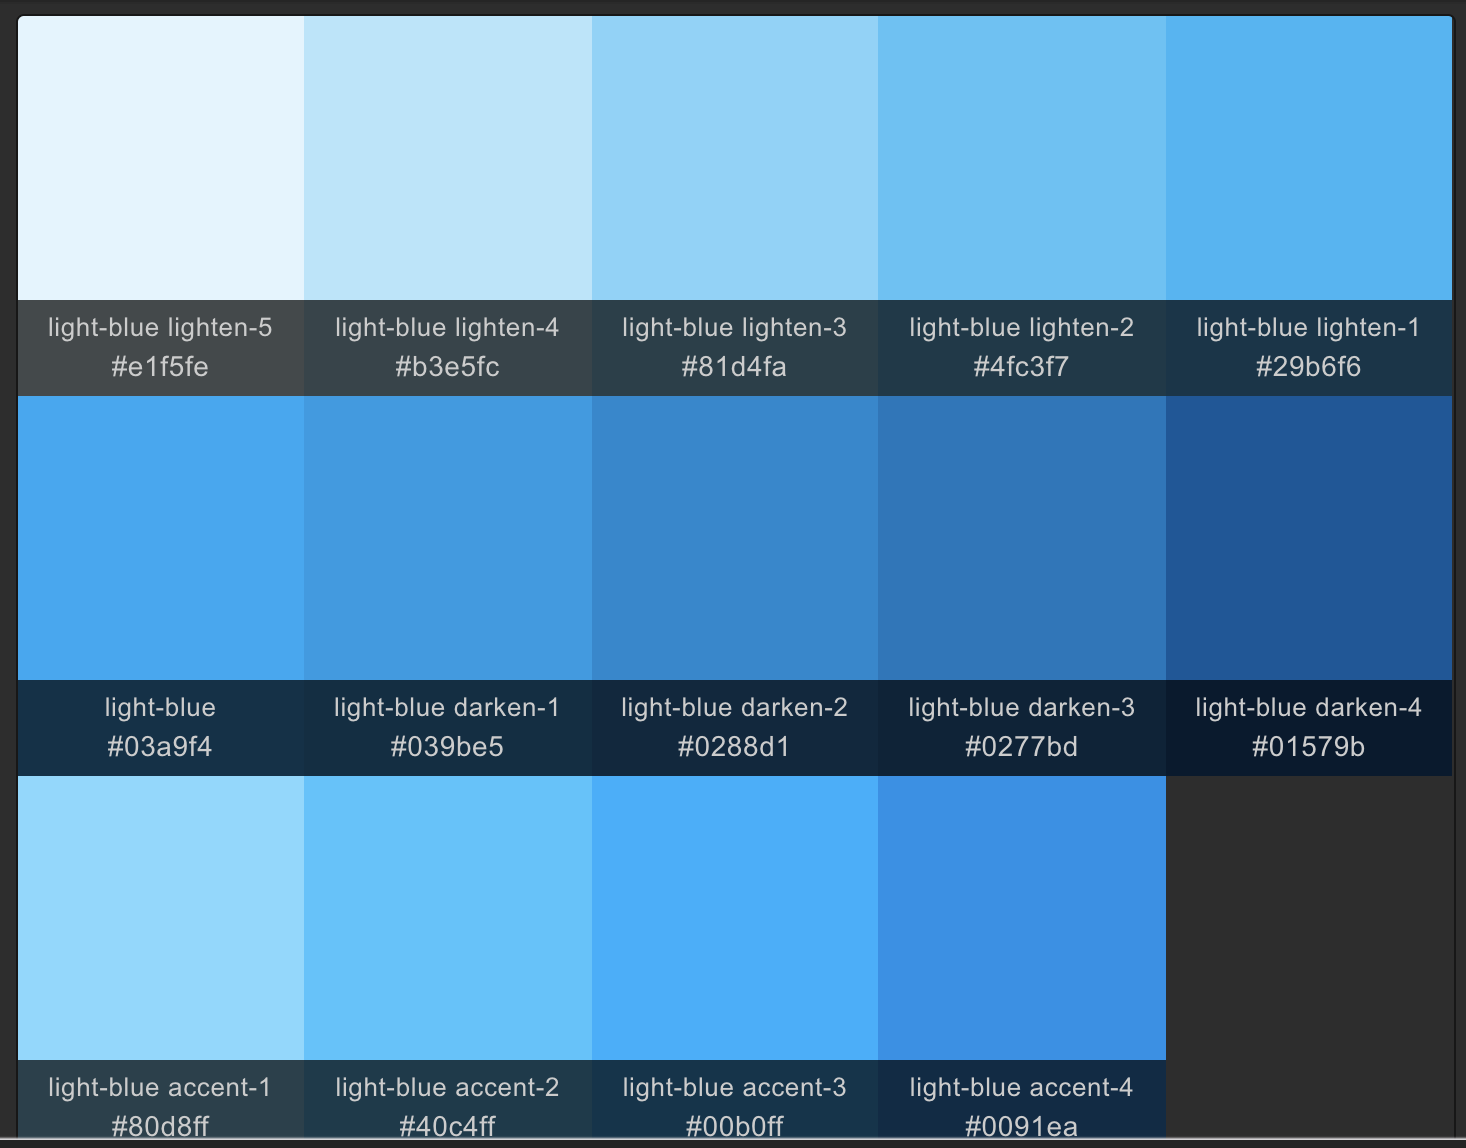 light-blue lighten-5
#e1f5fe
light-blue lighten-4
#b3e5fc
light-blue lighten-3
#81d4fa
light-blue lighten-2
#4fc3f7
light-blue lighten-1
#29b6f6
light-blue
#03a9f4
light-blue darken-1
#039be5
light-blue darken-2
#0288d1
light-blue darken-3
#0277bd
light-blue darken-4
#01579b
light-blue accent-1
#80d8ff
light-blue accent-2
#40c4ff
light-blue accent-3
#00b0ff
light-blue accent-4
#0091ea